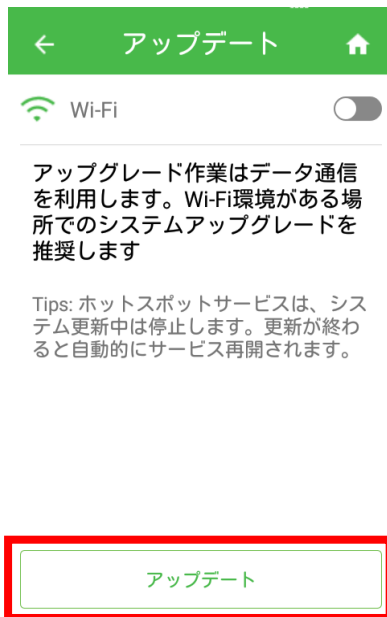 アップデート
Wi-Fi
アップグレード作業はデータ通信
を利用します。Wi-Fi環境がある場
所でのシステムアップグレードを
推奨します
Tips: ホットスポットサービスは、シス
テム更新中は停止します。更新が終わ
ると自動的にサービス再開されます。
アップデート